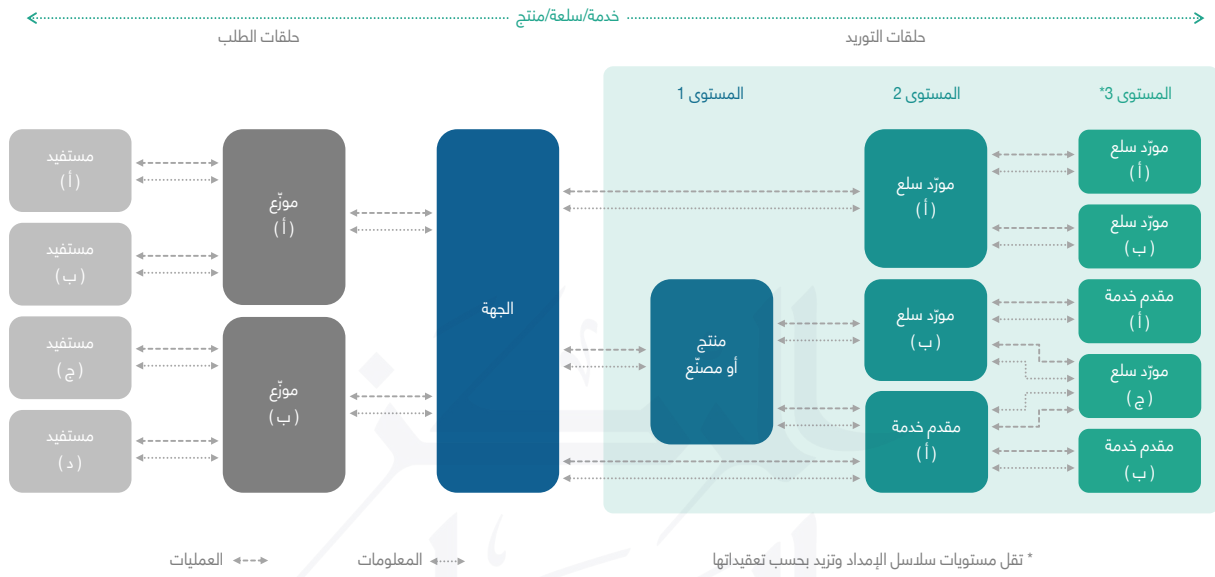 خدمة/سلعة/منتج
حلقات التوريد
حلقات الطلب
المستوى 3*
المستوى 2
المستوى 1
مورّد سلع
(أ)
مورّد سلع
(ب)
مقدم خدمة
(أ)
مورّد سلع
(ج)
مقدم خدمة
(ب)
مورّد سلع
(أ)
مورّد سلع
(ب)
مقدم خدمة
(أ)
منتج
أو مصنّع
الجهة
موزّع
(أ)
موزّع
(ب)
مستفيد
(أ)
مستفيد
(ب)
مستفيد
(ج)
مستفيد
(د)
* تقل مستويات سلاسل الإمداد وتزيد بحسب تعقيداتها
المعلومات
العمليات